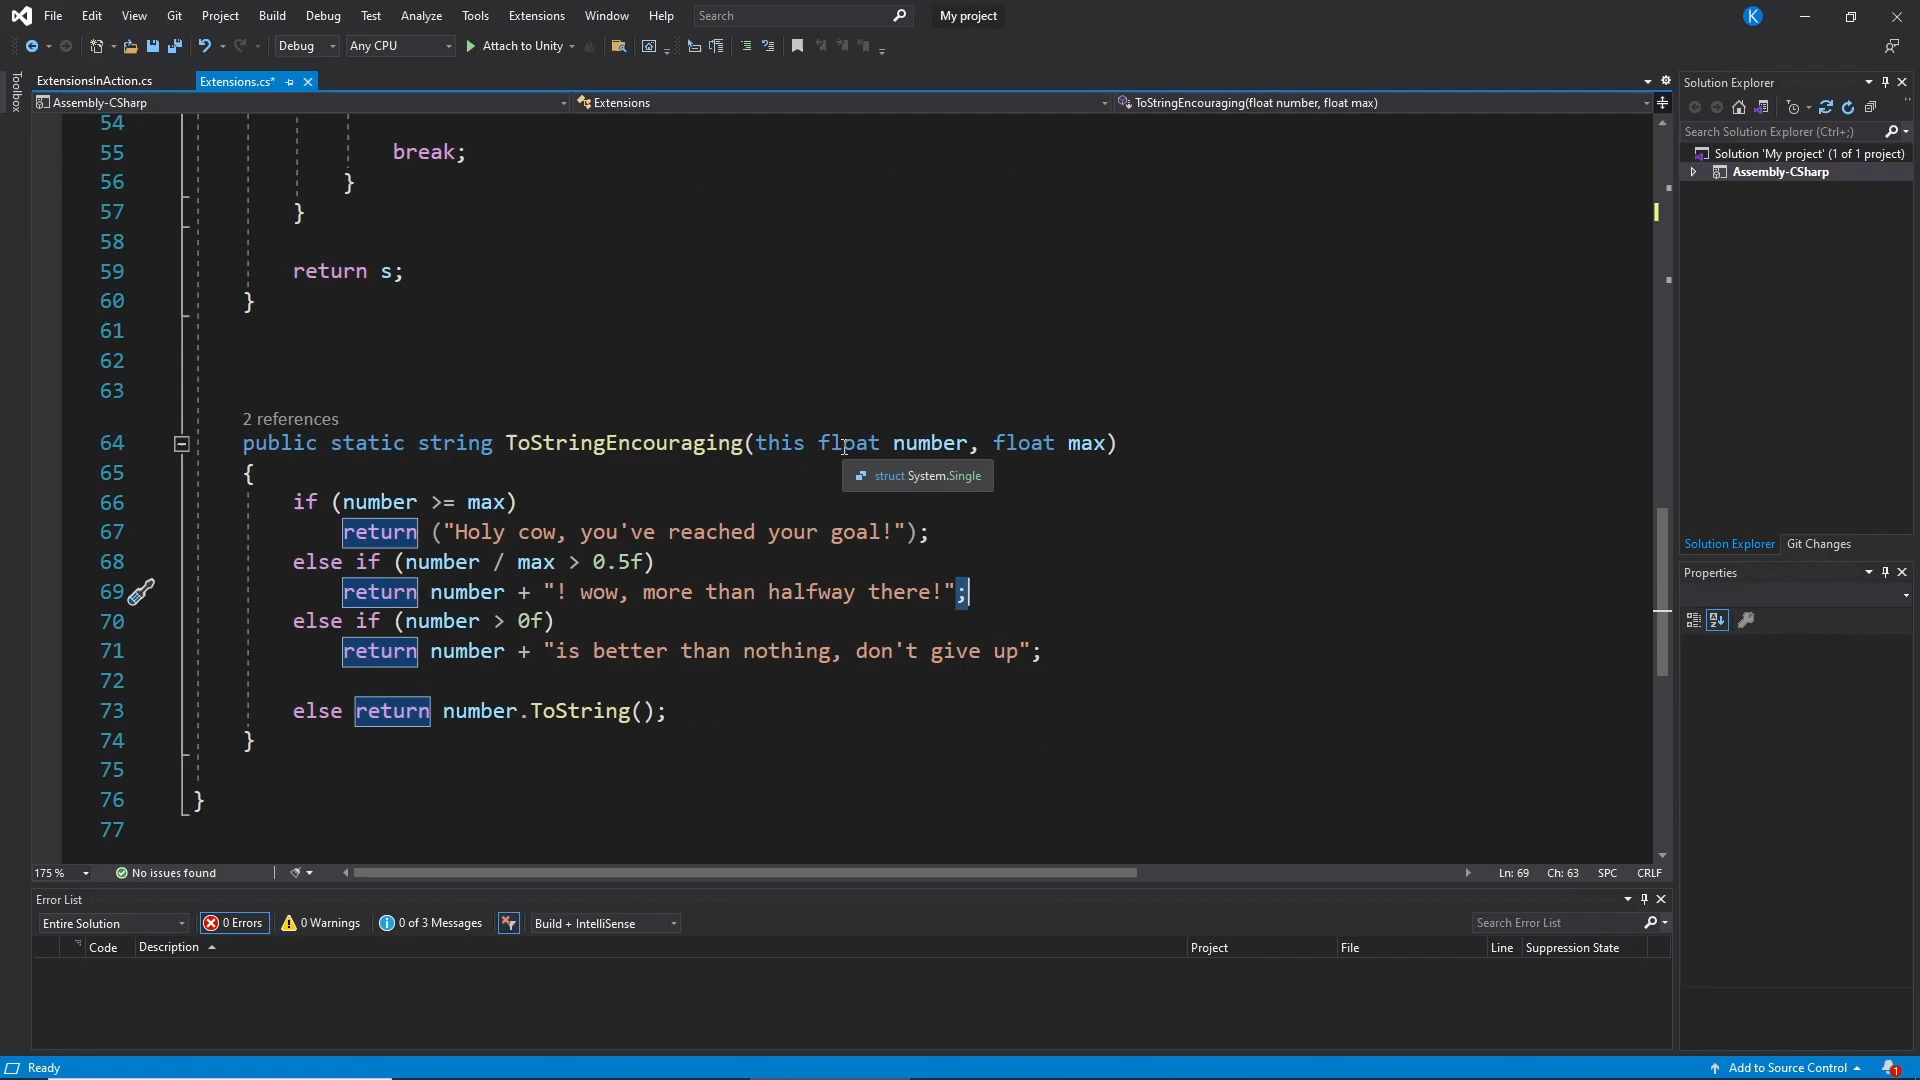 File Edit View Git Project Build Debug Test Analyze Tools Extensions Window Help Search My project K
Debug Any CPU Attach to Unity
Toolbox
ExtensionsInAction.cs Extensions.cs*
Assembly-CSharp Extensions ToStringEncouraging(float number, float max)
54
55 break;
56 }
57 }
58
59 return s;
60 }
61
62
63
2 references
64 public static string ToStringEncouraging(this float number, float max)
struct System.Single
65 {
66 if (number >= max)
67 return ("Holy cow, you've reached your goal!");
68 else if (number / max > 0.5f)
69 return number + "! wow, more than halfway there!";
70 else if (number > 0f)
71 return number + "is better than nothing, don't give up";
72
73 else return number.ToString();
74 }
75
76 }
77
175 % No issues found Ln: 69 Ch: 63 SPC CRLF
Error List
Entire Solution 0 Errors 0 Warnings 0 of 3 Messages Build + IntelliSense Search Error List
Code Description Project File Line Suppression State
Solution Explorer
Search Solution Explorer (Ctrl+;)
Solution 'My project' (1 of 1 project)
Assembly-CSharp
Solution Explorer Git Changes
Properties
Ready Add to Source Control 1